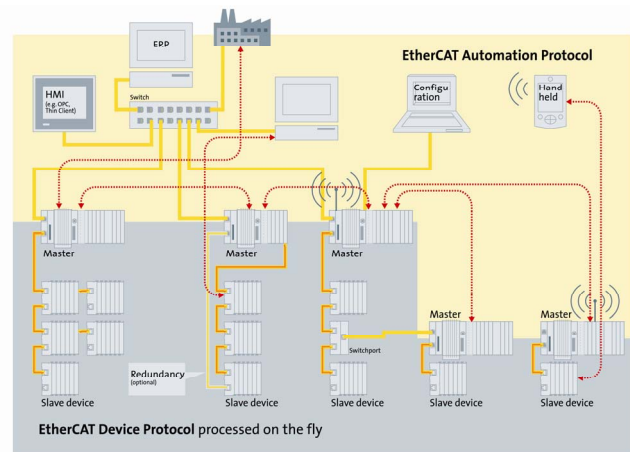 ERP
EtherCAT Automation Protocol
HMI
(e.g. OPC,
Thin Client)
Switch
Configu
ration
Hand
held
Master
Master
Master
Master
Master
Switchport
Redundancy
(optional)
Slave device
Slave device
Slave device
Slave device
Slave device
EtherCAT Device Protocol processed on the fly